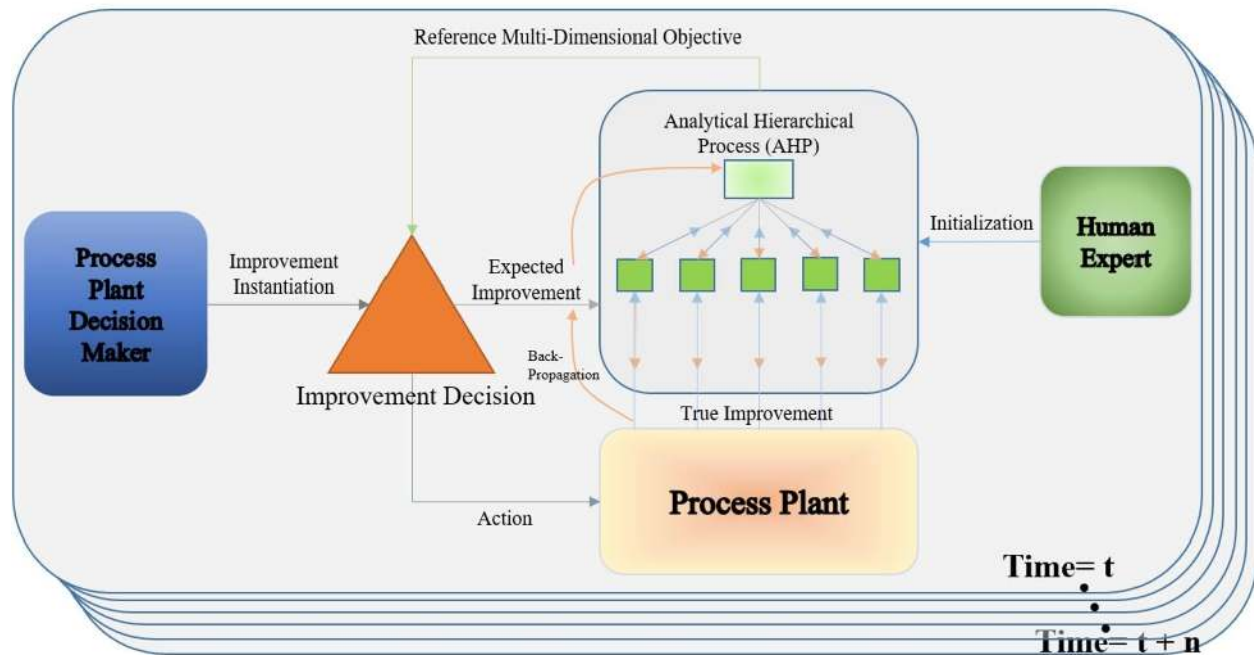 Reference Multi-Dimensional Objective
Analytical Hierarchical
Process (AHP)
Process
Plant
Decision
Maker
Improvement
Instantiation
Expected
Improvement
Initialization
Human
Expert
Back-
Propagation
Improvement Decision
True Improvement
Action
Process Plant
Time= t
Time= t + n